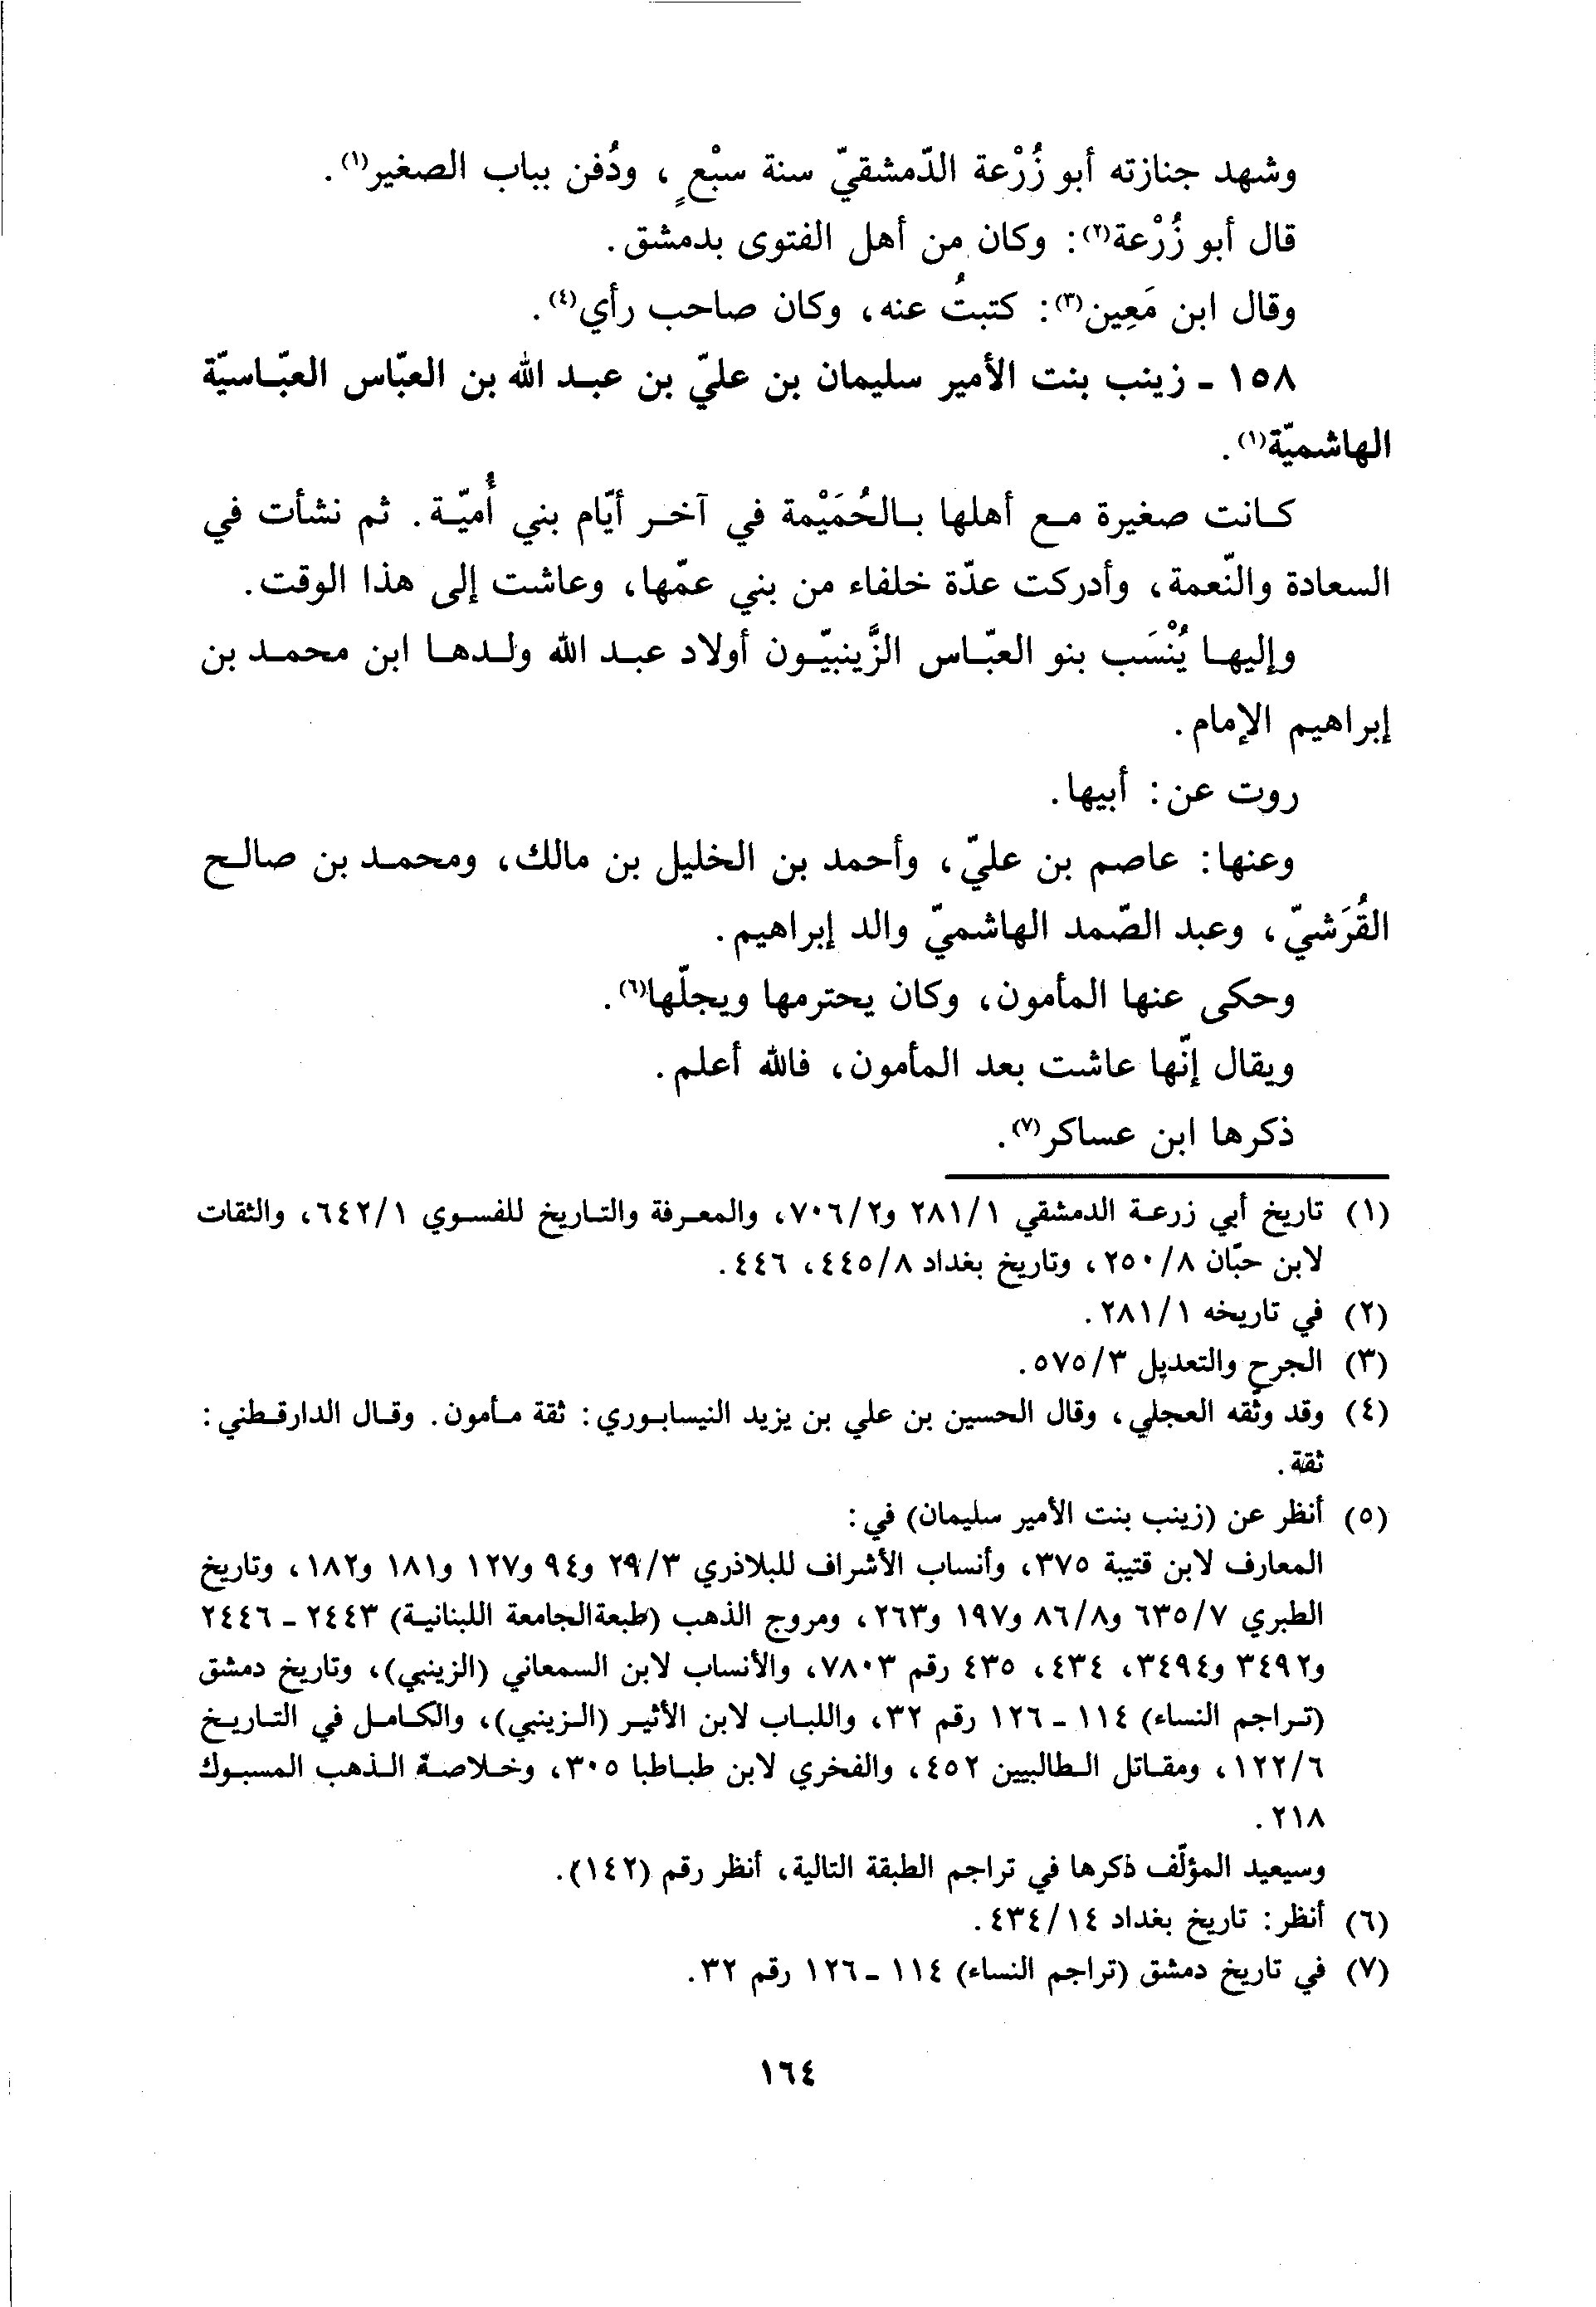 وشهد جنازته أبو زُرْعة الدّمشقيّ سنة سبْعٍ، ودُفن بباب الصغير(١).
قال أبو زُرْعة(٢): وكان من أهل الفتوى بدمشق.
وقال ابن مَعِين(٣): كتبتُ عنه، وكان صاحب رأي(٤).
١٥٨ - زينب بنت الأمير سليمان بن عليّ بن عبد الله بن العبّاس العبّاسيّة
الهاشميّة(١).
كانت صغيرة مع أهلها بالحُمَيْمة في آخر أيّام بني أُميّة. ثم نشأت في
السعادة والنّعمة، وأدركت عدّة خلفاء من بني عمّها، وعاشت إلى هذا الوقت.
وإليها يُنْسَب بنو العبّاس الزَّينبيّون أولاد عبد الله ولدها ابن محمد بن
إبراهيم الإمام.
روت عن: أبيها.
وعنها: عاصم بن عليّ، وأحمد بن الخليل بن مالك، ومحمد بن صالح
القُرَشيّ، وعبد الصّمد الهاشميّ والد إبراهيم.
وحكى عنها المأمون، وكان يحترمها ويجلّها(٦).
ويقال إنّها عاشت بعد المأمون، فالله أعلم.
ذكرها ابن عساكر(٧).
(١) تاريخ أبي زرعة الدمشقي ٢٨١/١ و٧٠٦/٢، والمعرفة والتاريخ للفسوي ٦٤٢/١، والثقات
لابن حبّان ٢٥٠/٨، وتاريخ بغداد ٤٤٥/٨، ٤٤٦.
(٢) في تاريخه ٢٨١/١.
(٣) الجرح والتعديل ٥٧٥/٣.
(٤) وقد وثّقه العجلي، وقال الحسين بن علي بن يزيد النيسابوري: ثقة مأمون. وقال الدارقطني:
ثقة.
(٥) أنظر عن (زينب بنت الأمير سليمان) في:
المعارف لابن قتيبة ٣٧٥، وأنساب الأشراف للبلاذري ٢٩/٣ و٩٤ و١٢٧ و١٨١ و١٨٢، وتاريخ
الطبري ٦٣٥/٧ و٨٦/٨ و١٩٧ و٢٦٣، ومروج الذهب (طبعةالجامعة اللبنانية) ٢٤٤٣ - ٢٤٤٦
و٣٤٩٢ و٣٤٩٤، ٤٣٤، ٤٣٥ رقم ٧٨٠٣، والأنساب لابن السمعاني (الزينبي)، وتاريخ دمشق
(تراجم النساء) ١١٤ - ١٢٦ رقم ٣٢، واللباب لابن الأثير (الزينبي)، والكامل في التاريخ
١٢٢/٦، ومقاتل الطالبيين ٤٥٢، والفخري لابن طباطبا ٣٠٥، وخلاصة الذهب المسبوك
٢١٨.
وسيعيد المؤلّف ذكرها في تراجم الطبقة التالية، أنظر رقم (١٤٢).
(٦) أنظر: تاريخ بغداد ٤٣٤/١٤.
(٧) في تاريخ دمشق (تراجم النساء) ١١٤ - ١٢٦ رقم ٣٢.
١٦٤